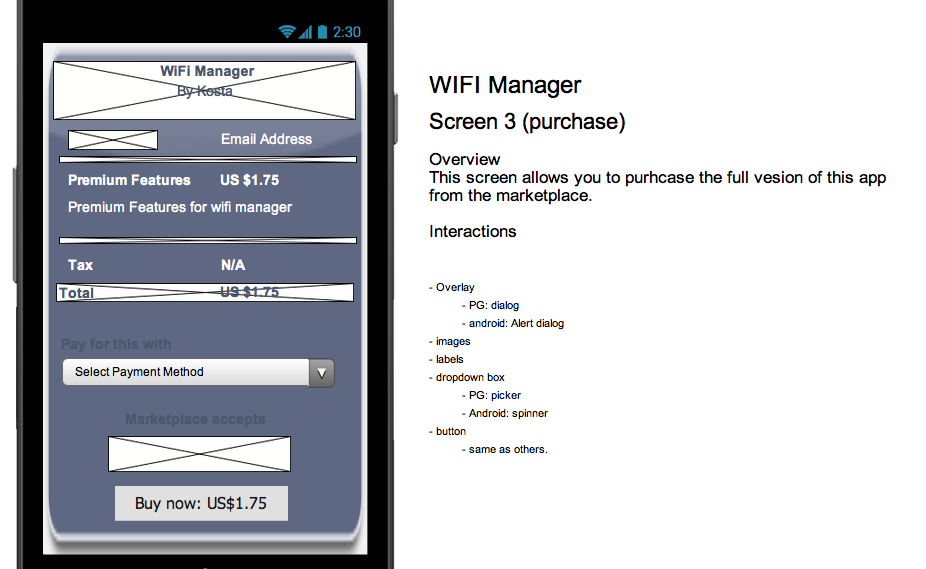 2:30
WiFi Manager
By Kosta
Email Address
Premium Features US $1.75
Premium Features for wifi manager
Tax N/A
Total US $1.75
Pay for this with
Select Payment Method
Marketplace accepts
Buy now: US$1.75
WIFI Manager
Screen 3 (purchase)
Overview
This screen allows you to purhcase the full vesion of this app
from the marketplace.
Interactions
- Overlay
- PG: dialog
- android: Alert dialog
- images
- labels
- dropdown box
- PG: picker
- Android: spinner
- button
- same as others.